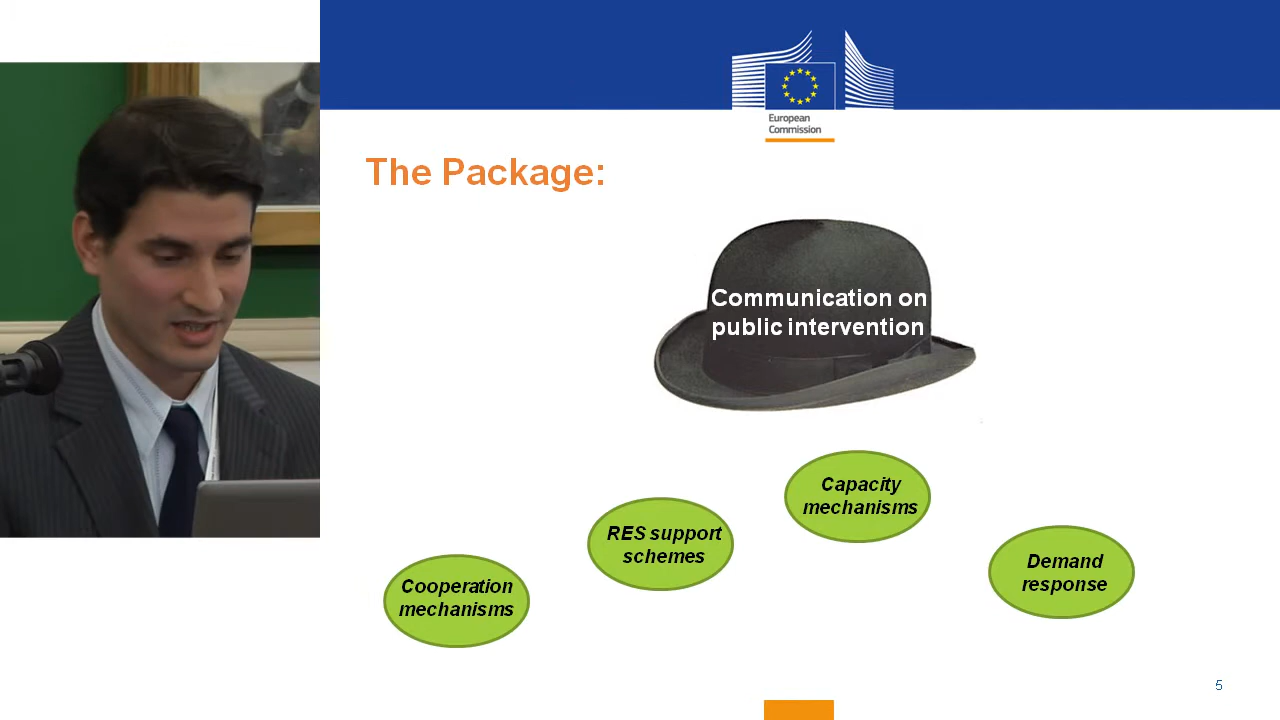 European
Commission
The Package:
Communication on
public intervention
Capacity
mechanisms
RES support
schemes
Demand
response
Cooperation
mechanisms
5